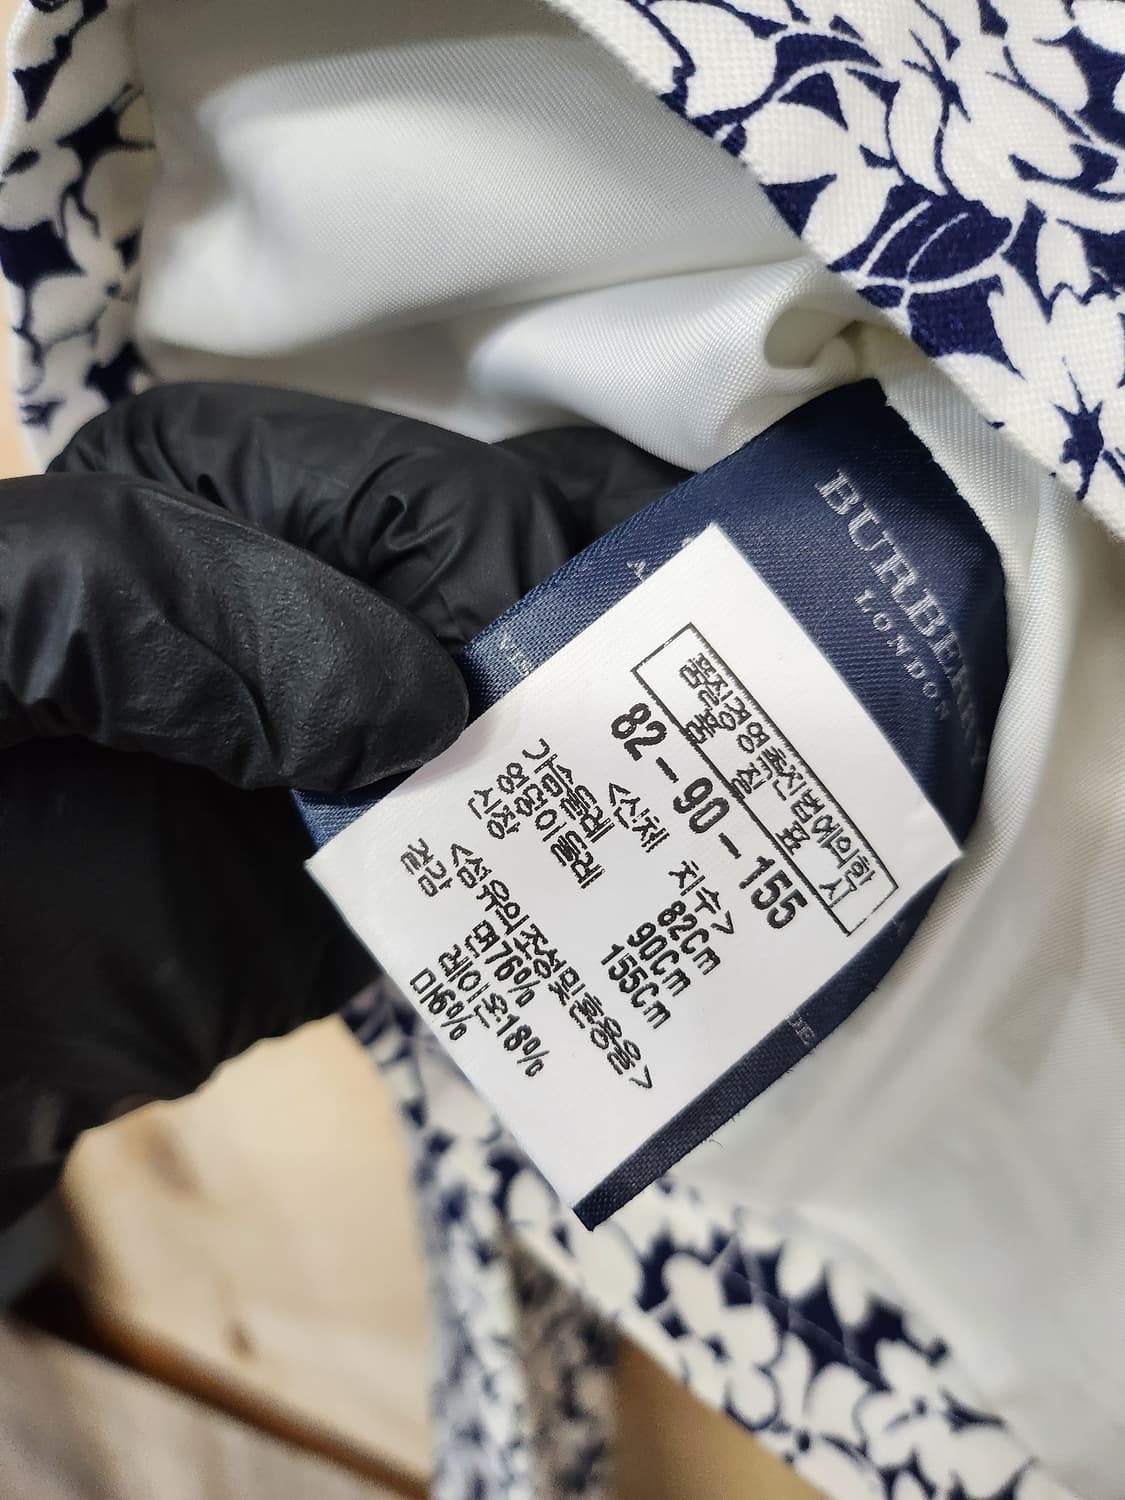 BURBERRY
LONDON
품질경영촉진법에의한
품 질 표 시
82-90-155
<신체 치수>
가슴둘레 82Cm
엉덩이둘레 90Cm
신장 155Cm
<섬유의조성및혼용율>
겉감 면76%
레이온18%
마6%